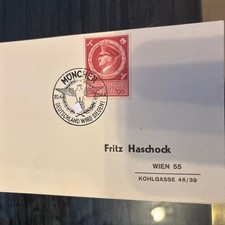 MÜNCHEN
DEUTSCHLAND WIRD SIEGEN!
Fritz Haschock
WIEN 55
KOHLGASSE 46/39